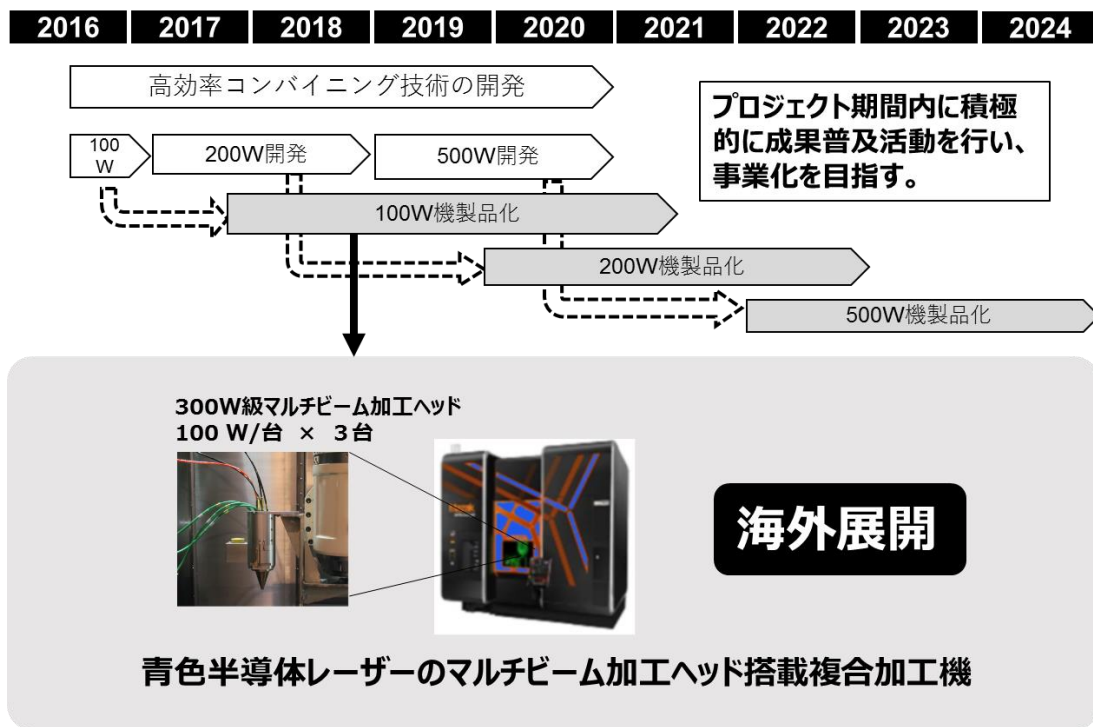 2016 2017 2018 2019 2020 2021 2022 2023 2024
高効率コンバイニング技術の開発
プロジェクト期間内に積極
的に成果普及活動を行い、
事業化を目指す。
100
W
200W開発
500W開発
100W機製品化
200W機製品化
500W機製品化
300W級マルチビーム加工ヘッド
100 W/台 × 3台
海外展開
青色半導体レーザーのマルチビーム加工ヘッド搭載複合加工機